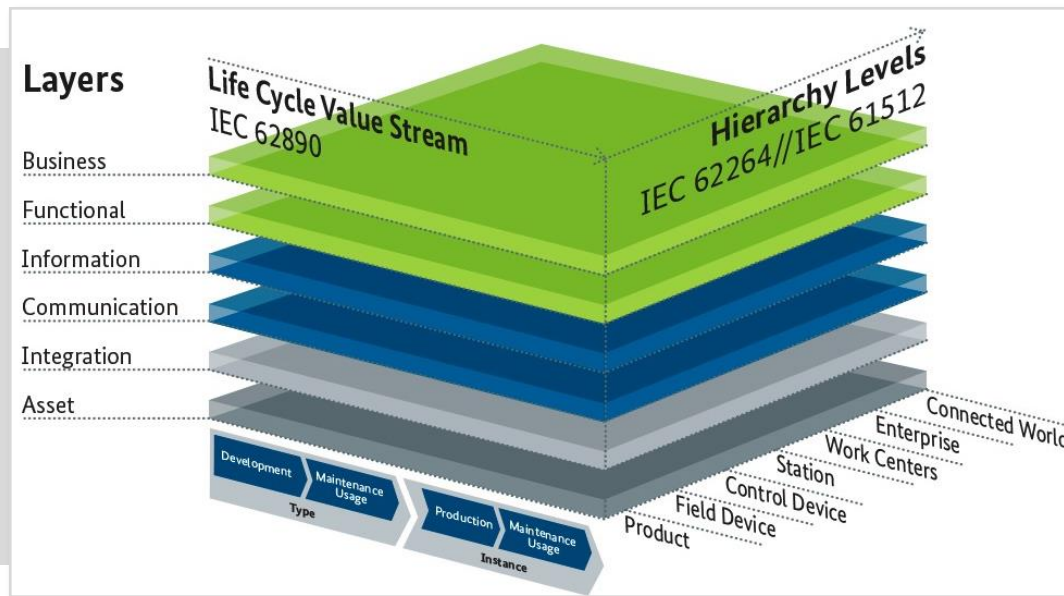 Layers
Life Cycle Value Stream
IEC 62890
Hierarchy Levels
IEC 62264//IEC 61512
Business
Functional
Information
Communication
Integration
Asset
Development
Maintenance
Usage
Type
Production
Maintenance
Usage
Instance
Connected World
Enterprise
Work Centers
Station
Control Device
Field Device
Product